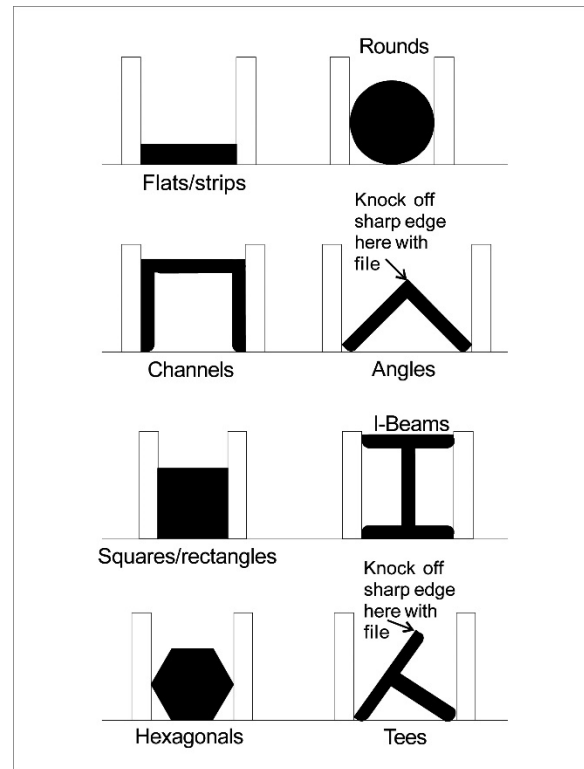 Rounds
Flats/strips
Knock off
sharp edge
here with
file
Channels
Angles
I-Beams
Squares/rectangles
Knock off
sharp edge
here with
file
Hexagonals
Tees